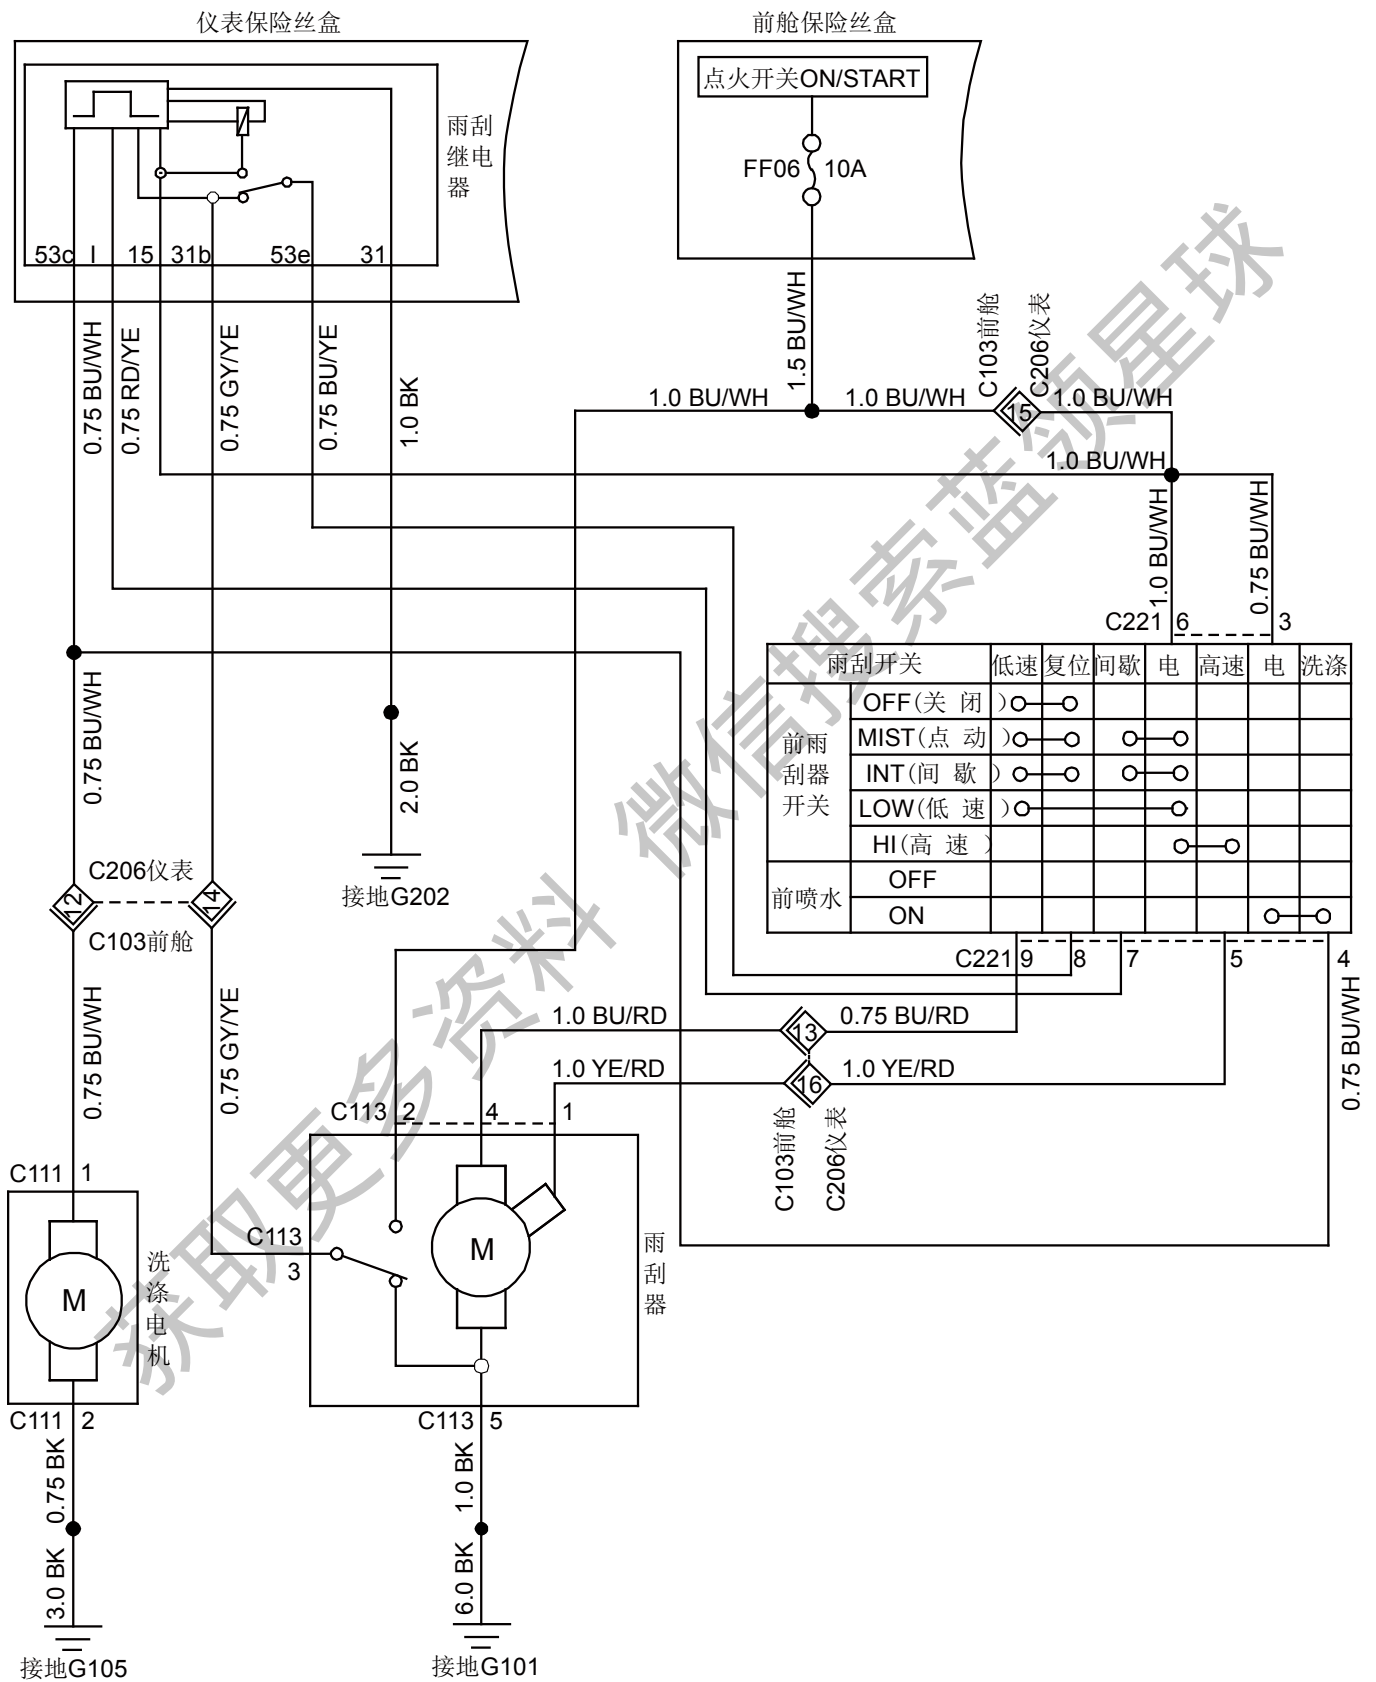 仪表保险丝盒
前舱保险丝盒
点火开关ON/START
FF06
10A
雨刮
继电
器
53c
I
15
31b
53e
31
0.75 BU/WH
0.75 RD/YE
0.75 GY/YE
0.75 BU/YE
1.0 BK
1.5 BU/WH
C103前舱
C206仪表
1.0 BU/WH
1.0 BU/WH
15
1.0 BU/WH
1.0 BU/WH
1.0 BU/WH
0.75 BU/WH
C221
6
3
雨刮开关
低速
复位
间歇
电
高速
电
洗涤
前雨
刮器
开关
OFF(关 闭 )
MIST(点 动 )
INT(间 歇 )
LOW(低 速 )
HI(高 速 )
前喷水
OFF
ON
C221
9
8
7
5
4
0.75 BU/WH
0.75 BU/WH
2.0 BK
接地G202
C206仪表
12
14
C103前舱
0.75 BU/WH
0.75 GY/YE
1.0 BU/RD
13
0.75 BU/RD
1.0 YE/RD
16
1.0 YE/RD
C103前舱
C206仪表
C113
2
4
1
C111
1
M
洗
涤
电
机
C113
3
M
雨
刮
器
C111
2
C113
5
0.75 BK
1.0 BK
3.0 BK
6.0 BK
接地G105
接地G101
获取更多资料 微信搜索蓝领星球